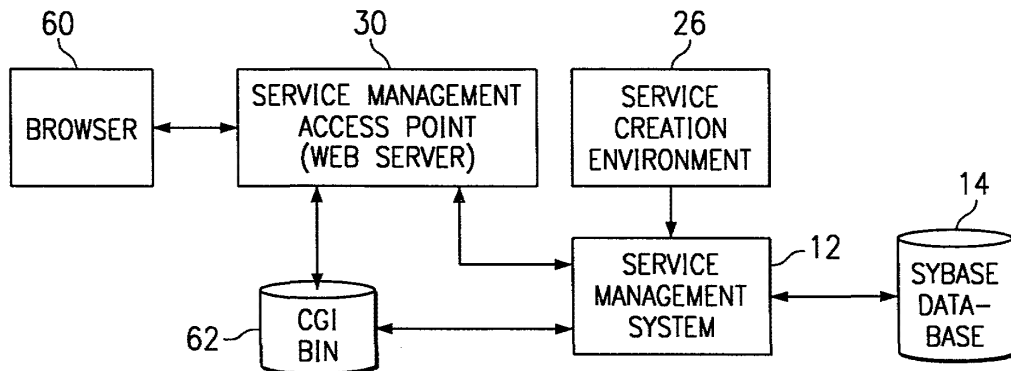 60
30
26
BROWSER
SERVICE MANAGEMENT
ACCESS POINT
(WEB SERVER)
SERVICE
CREATION
ENVIRONMENT
14
12
SERVICE
MANAGEMENT
SYSTEM
SYBASE
DATA-
BASE
62
CGI
BIN